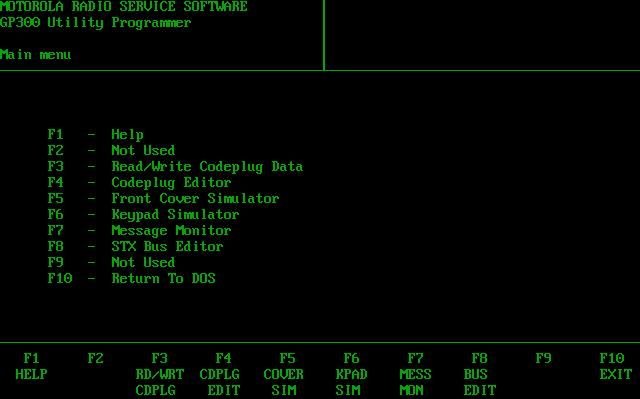 MOTOROLA RADIO SERVICE SOFTWARE
GP300 Utility Programmer
Main menu
F1 - Help
F2 - Not Used
F3 - Read/Write Codeplug Data
F4 - Codeplug Editor
F5 - Front Cover Simulator
F6 - Keypad Simulator
F7 - Message Monitor
F8 - STX Bus Editor
F9 - Not Used
F10 - Return To DOS
F1 F2 F3 F4 F5 F6 F7 F8 F9 F10
HELP RD/WRT CDPLG COVER KPAD MESS BUS EXIT
CDPLG EDIT SIM SIM MON EDIT